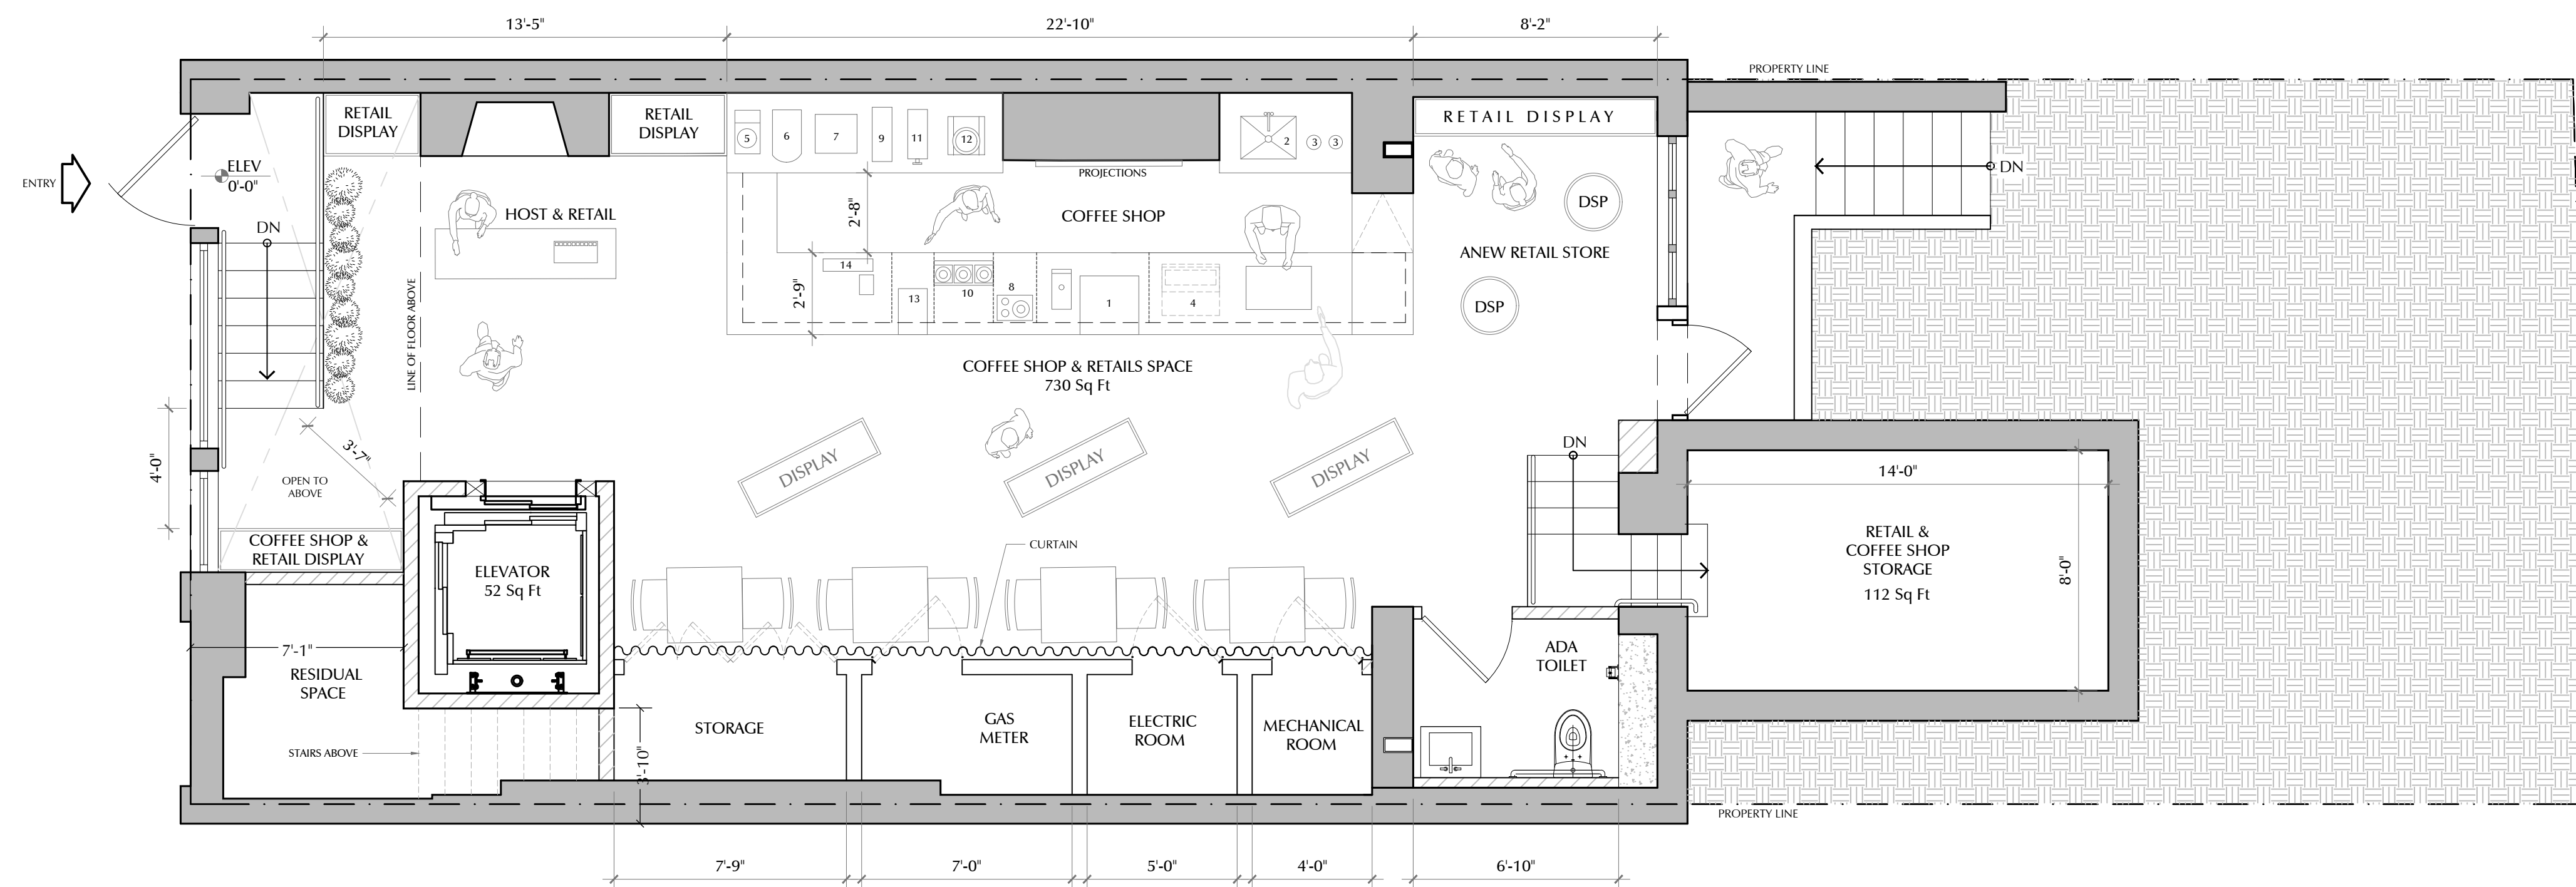 13'-5"
22'-10"
8'-2"
PROPERTY LINE
RETAIL
DISPLAY
RETAIL
DISPLAY
5
6
7
9
11
12
2
3
3
RETAIL DISPLAY
ENTRY
ELEV
0'-0"
DN
HOST & RETAIL
2'-8"
PROJECTIONS
COFFEE SHOP
DSP
DN
ANEW RETAIL STORE
LINE OF FLOOR ABOVE
2'-9"
14
13
10
8
1
4
DSP
COFFEE SHOP & RETAILS SPACE
730 Sq Ft
4'-0"
3'-7"
OPEN TO
ABOVE
DISPLAY
DISPLAY
DISPLAY
DN
14'-0"
COFFEE SHOP &
RETAIL DISPLAY
CURTAIN
RETAIL &
COFFEE SHOP
STORAGE
112 Sq Ft
8'-0"
ELEVATOR
52 Sq Ft
7'-1"
RESIDUAL
SPACE
ADA
TOILET
STAIRS ABOVE
3'-10"
STORAGE
GAS
METER
ELECTRIC
ROOM
MECHANICAL
ROOM
PROPERTY LINE
7'-9"
7'-0"
5'-0"
4'-0"
6'-10"